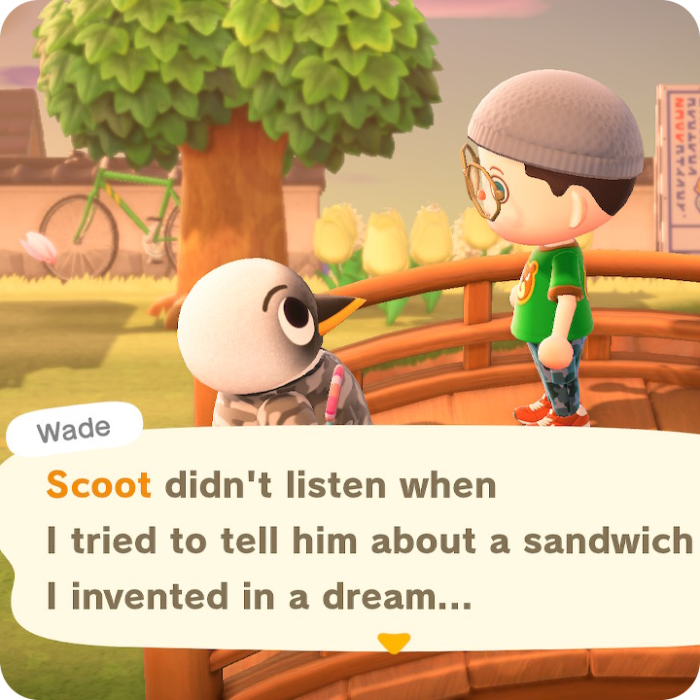 Wade
Scoot didn't listen when
I tried to tell him about a sandwich
I invented in a dream...